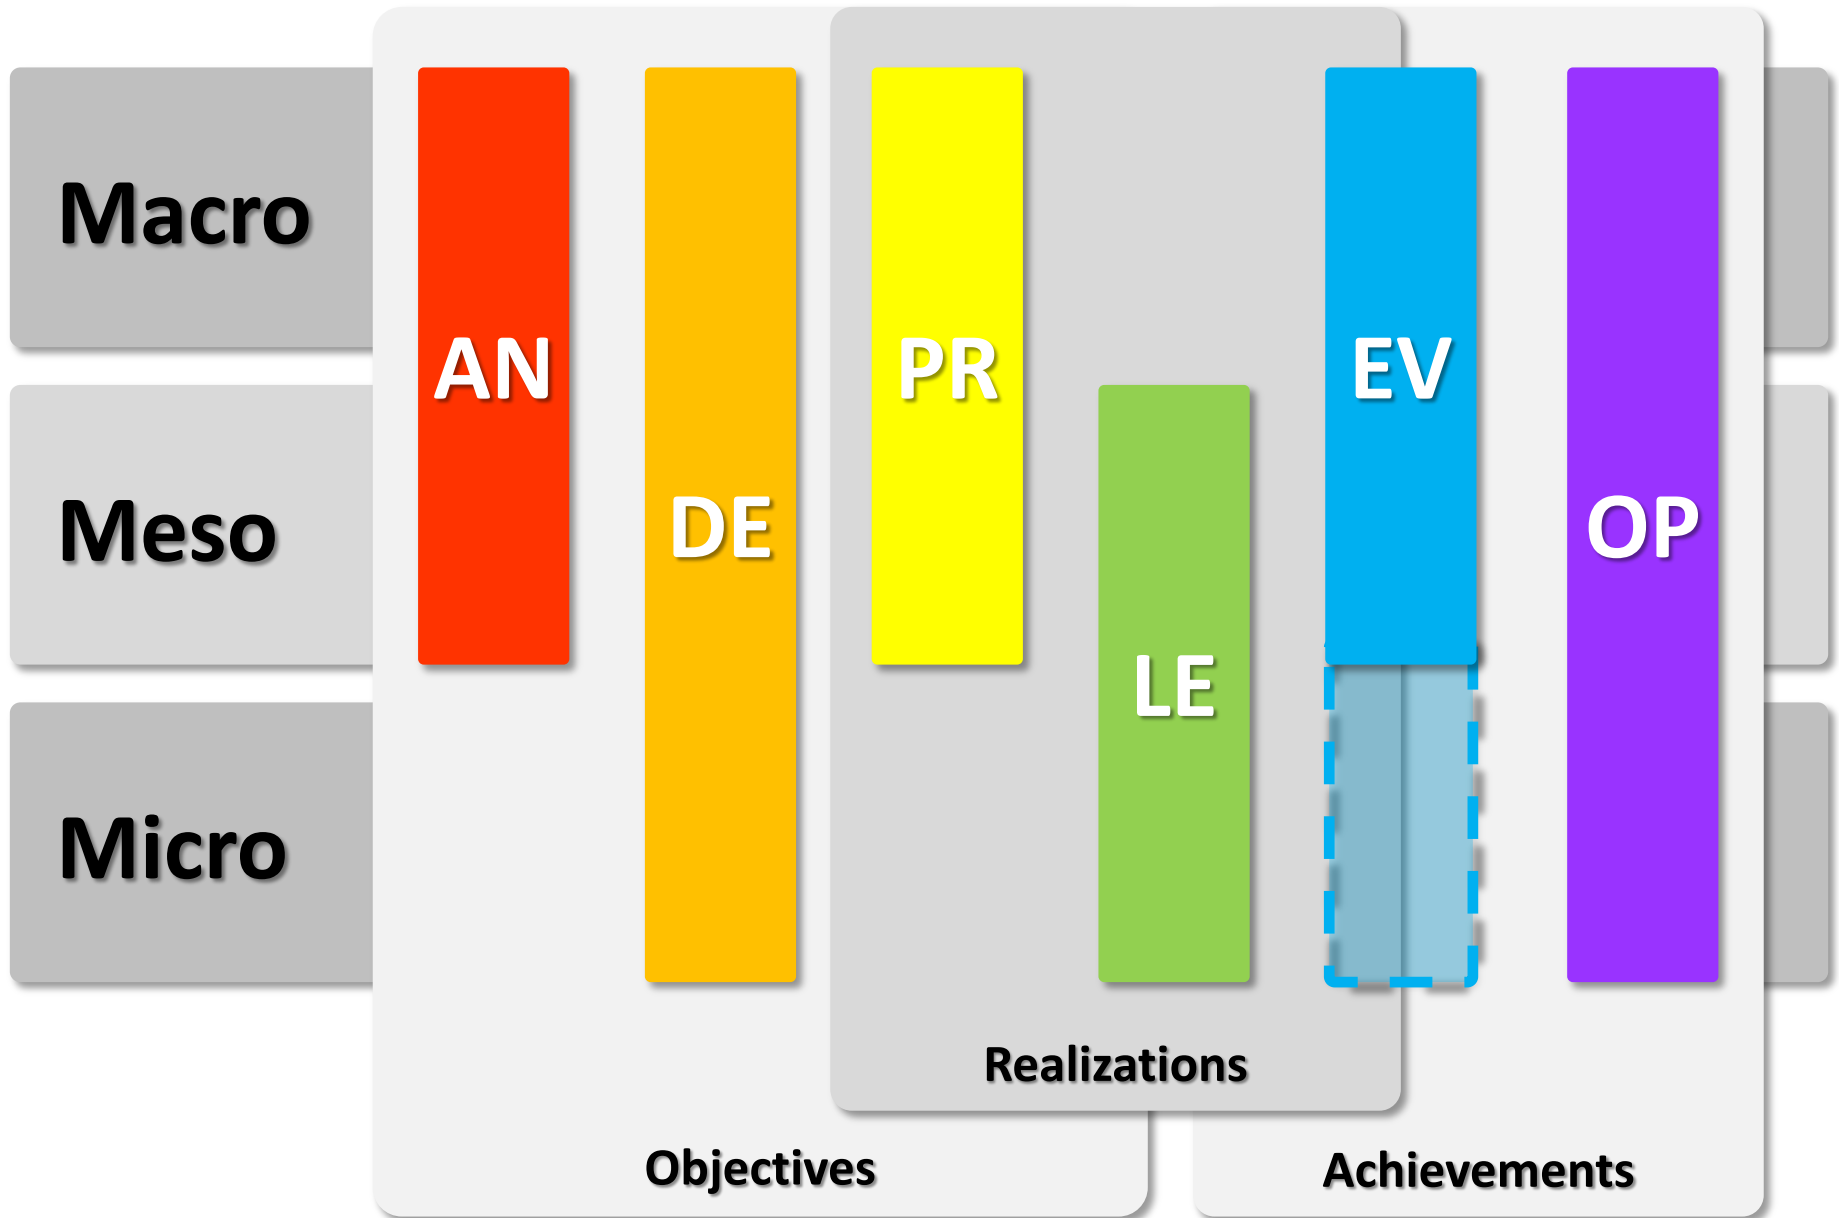 Macro
Meso
Micro
AN
DE
PR
LE
EV
OP
Realizations
Objectives
Achievements